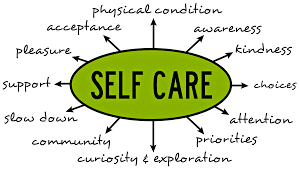 physical condition
acceptance
awareness
pleasure
kindness
SELF CARE
support
choices
slow down
attention
community
priorities
curiosity & exploration